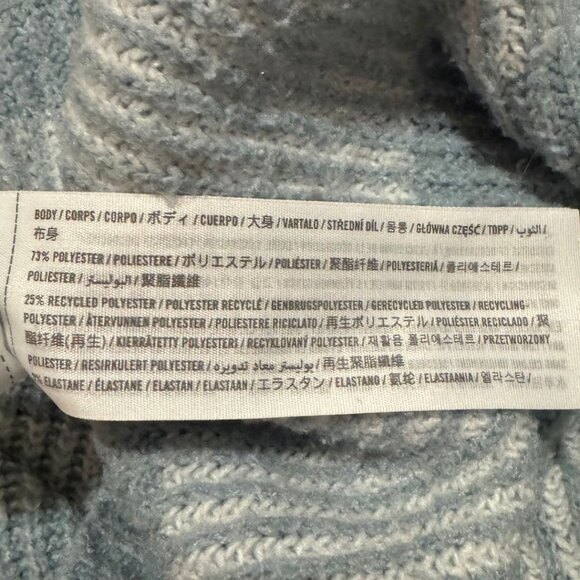 BODY / CORPS / CORPO / ボディ / CUERPO / 大身 / VARTALO / STŘEDNÍ DÍL / 몸통 / GŁÓWNA CZĘŚĆ / TOPP / الثوب /
布身
73% POLYESTER / POLIESTERE / ポリエステル / POLIÉSTER / 聚酯纤维 / POLYESTERIÄ / 폴리에스테르 /
POLIESTER / البوليستر / 聚酯纖維
25% RECYCLED POLYESTER / POLYESTER RECYCLÉ / GENBRUGSPOLYESTER / GERECYCLED POLYESTER / RECYCLING-
POLYESTER / ÅTERVUNNEN POLYESTER / POLIESTERE RICICLATO / 再生ポリエステル / POLIÉSTER RECICLADO / 聚
酯纤维(再生) / KIERRÄTETTY POLYESTERI / RECYKLOVANÝ POLYESTER / 재활용 폴리에스테르 / PRZETWORZONY
POLIESTER / RESIRKULERT POLYESTER / بوليستر معاد تدويره / 再生聚酯纖維
% ELASTANE / ÉLASTANE / ELASTAN / ELASTAAN / エラスタン / ELASTANO / 氨纶 / ELASTAANIA / 엘라스탄 /